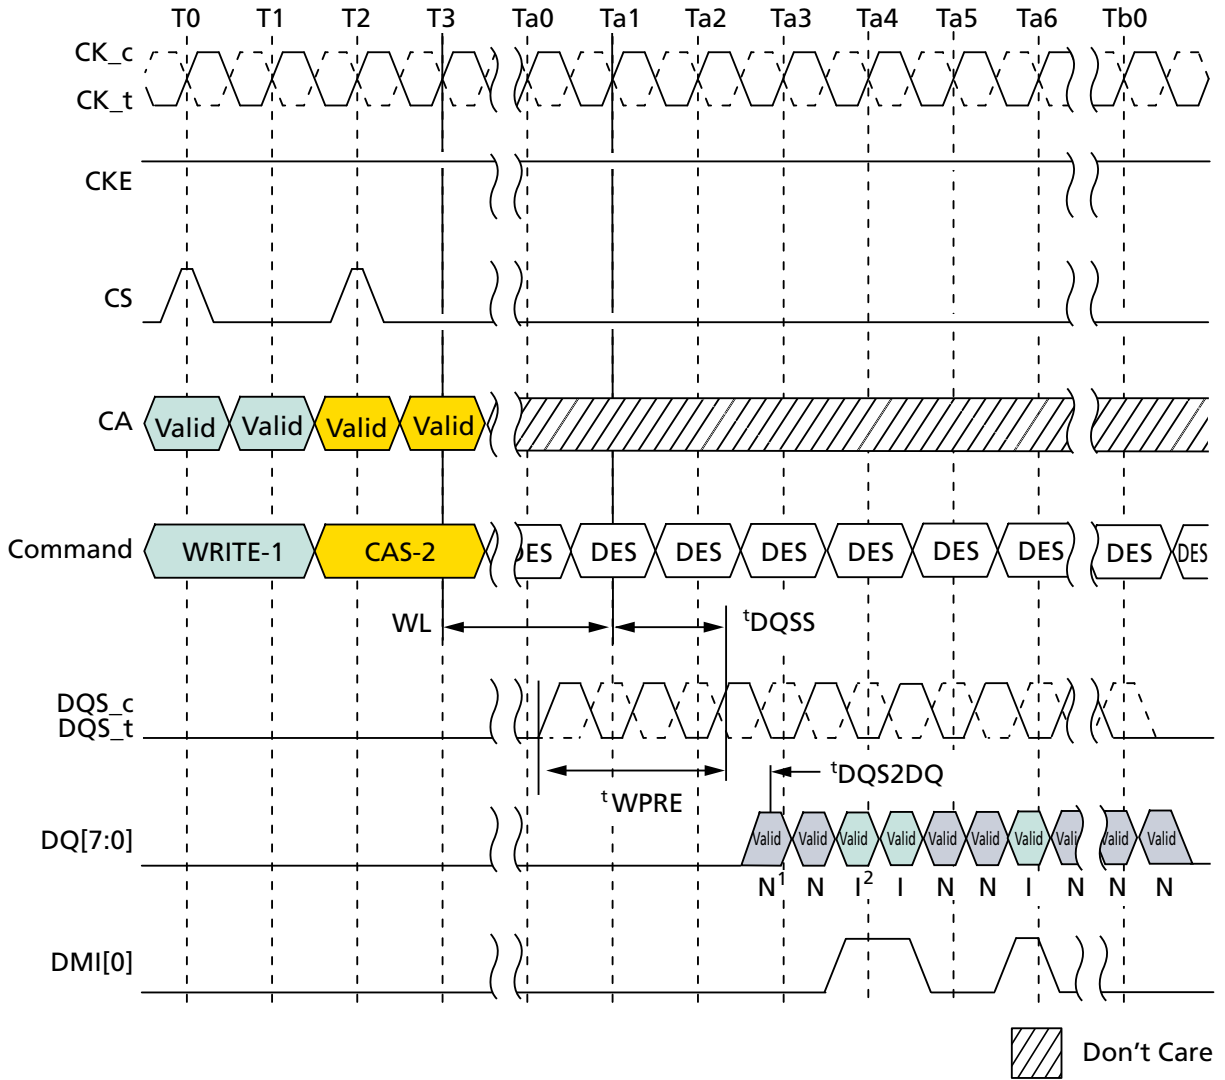 T0 T1 T2 T3 Ta0 Ta1 Ta2 Ta3 Ta4 Ta5 Ta6 Tb0
CK_c
CK_t
CKE
CS
CA Valid Valid Valid Valid
Command WRITE-1 CAS-2 DES DES DES DES DES DES DES DES DES
WL tDQSS
DQS_c
DQS_t
tDQS2DQ
tWPRE
DQ[7:0] Valid Valid Valid Valid Valid Valid Valid Valid Valid Valid
N1 N I2 I N N I N N N
DMI[0]
Don't Care